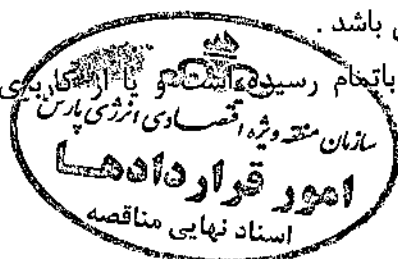 باشد .
باتمام رسیده است و یا از کاربری
سازمان منطقه ویژه اقتصادی انرژی پارس
امور قراردادها
اسناد نهایی مناقصه